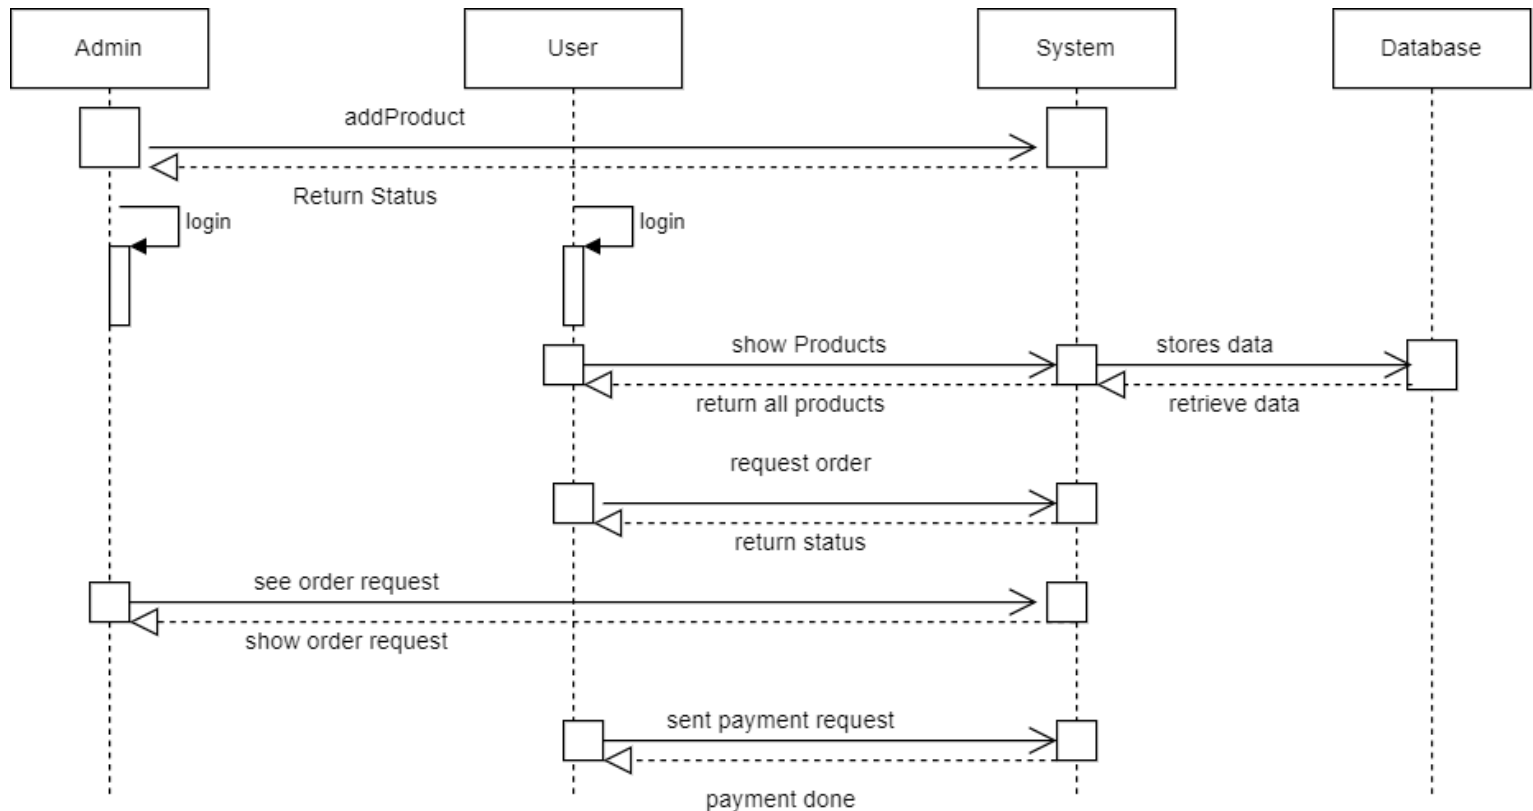 Admin
User
System
Database
addProduct
Return Status
login
login
show Products
stores data
return all products
retrieve data
request order
return status
see order request
show order request
sent payment request
payment done